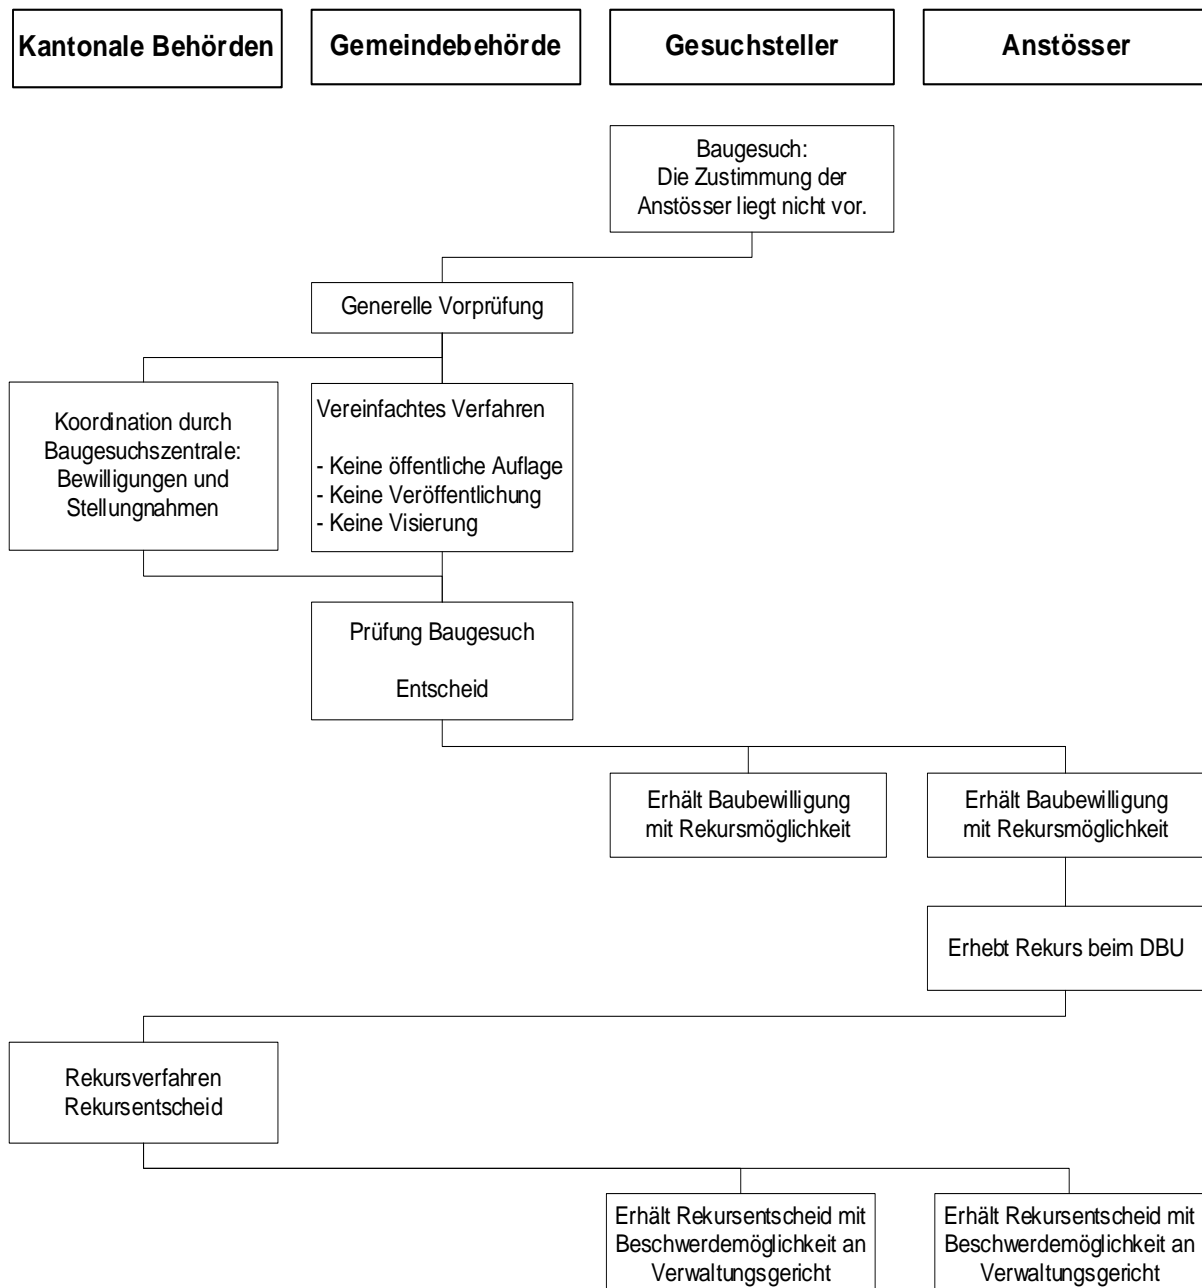 Kantonale Behörden
Gemeindebehörde
Gesuchsteller
Anstösser
Baugesuch:
Die Zustimmung der
Anstösser liegt nicht vor.
Generelle Vorprüfung
Koordination durch
Baugesuchszentrale:
Bewilligungen und
Stellungnahmen
Vereinfachtes Verfahren
- Keine öffentliche Auflage
- Keine Veröffentlichung
- Keine Visierung
Prüfung Baugesuch
Entscheid
Erhält Baubewilligung
mit Rekursmöglichkeit
Erhält Baubewilligung
mit Rekursmöglichkeit
Erhebt Rekurs beim DBU
Rekursverfahren
Rekursentscheid
Erhält Rekursentscheid mit
Beschwerdemöglichkeit an
Verwaltungsgericht
Erhält Rekursentscheid mit
Beschwerdemöglichkeit an
Verwaltungsgericht